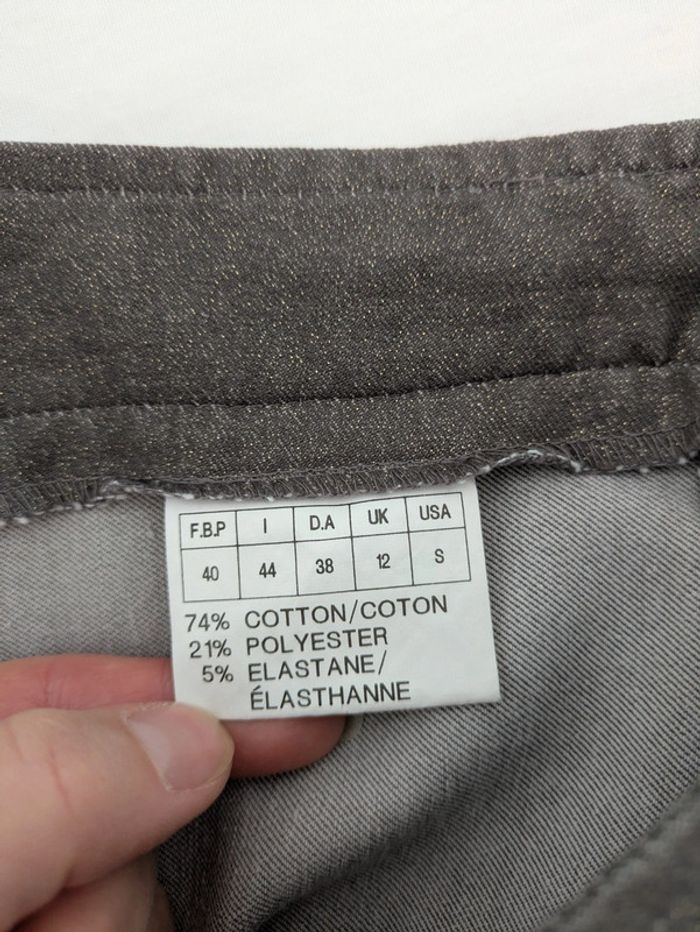 F.B.P I D.A UK USA
40 44 38 12 S
74% COTTON/COTON
21% POLYESTER
5% ELASTANE/
ÉLASTHANNE